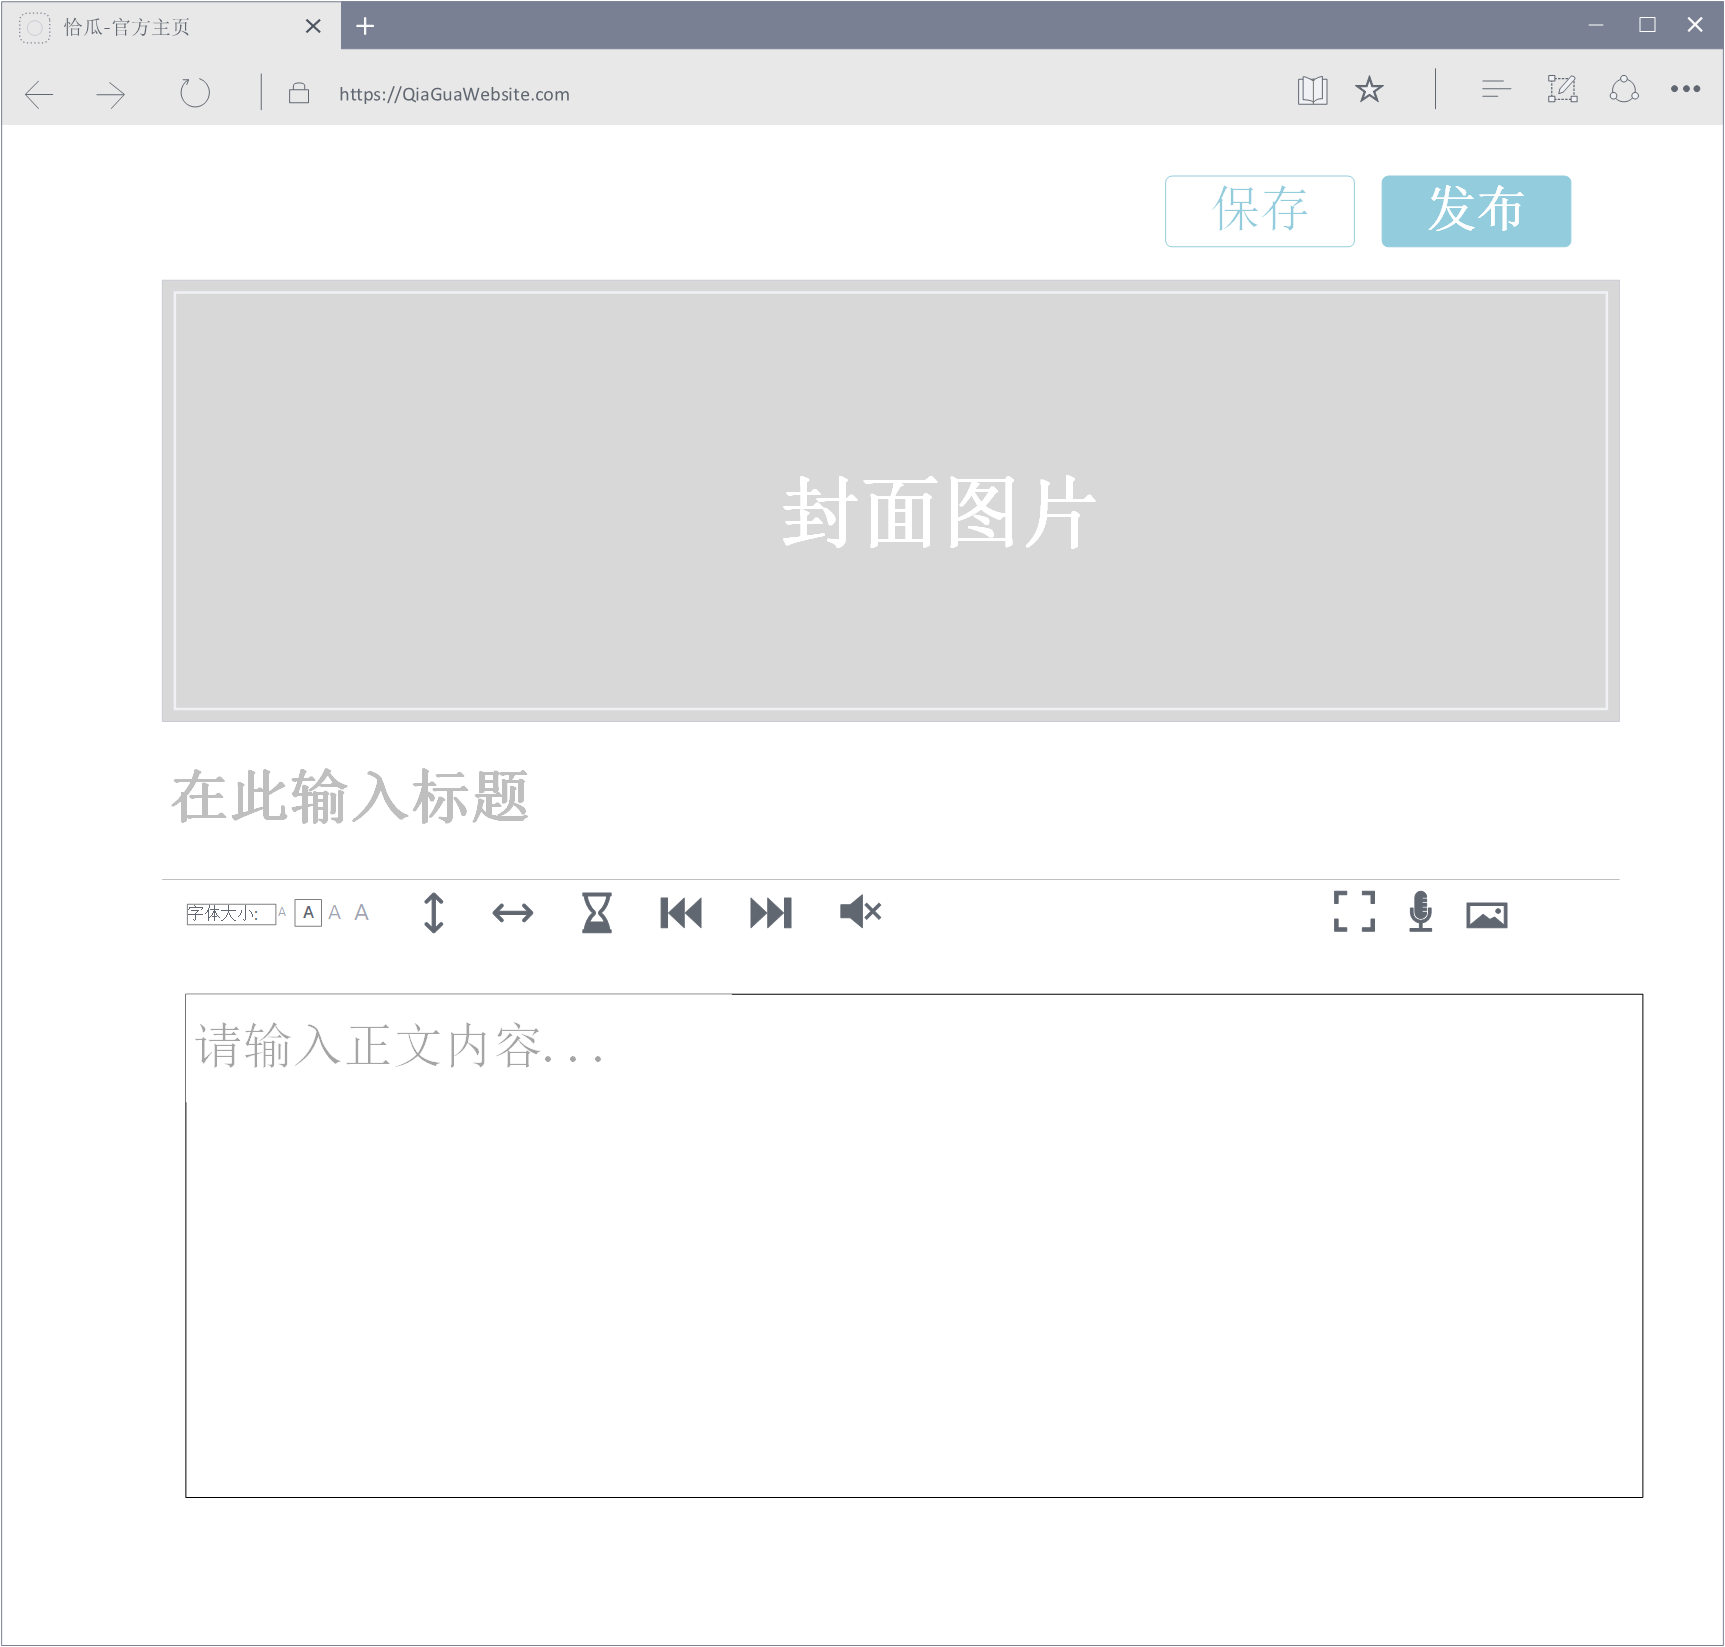 恰瓜-官方主页
https://QiaGuaWebsite.com
保存 发布
封面图片
在此输入标题
字体大小: A A A A
请输入正文内容...